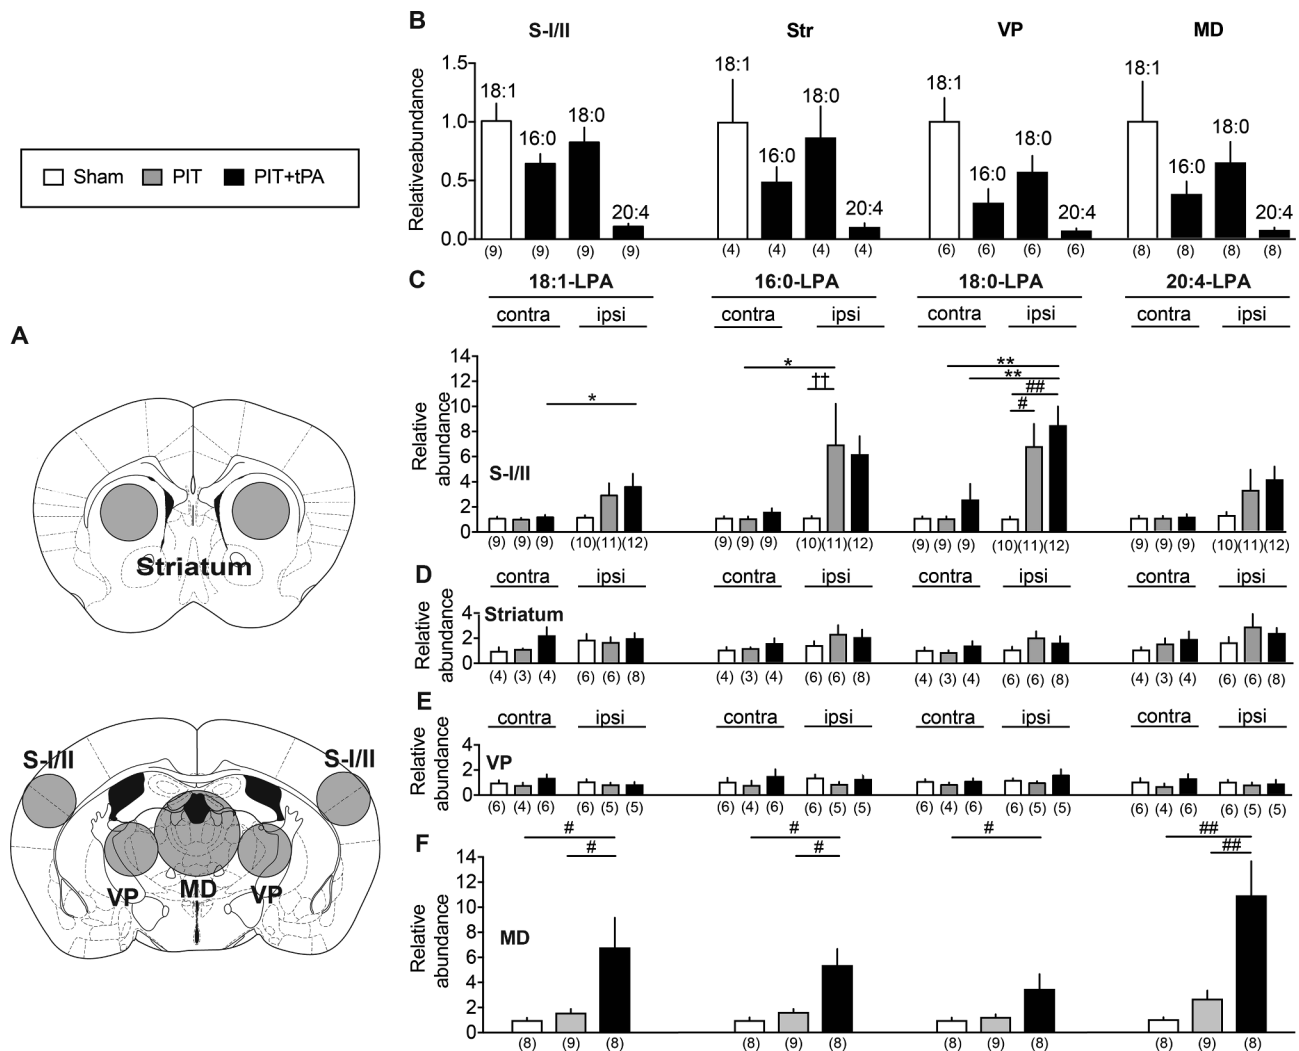 B
S-I/II Str VP MD
Relativeabundance
1.5
1.0
0.5
0.0
18:1 16:0 18:0 20:4
18:1 16:0 18:0 20:4
18:1 16:0 18:0 20:4
18:1 16:0 18:0 20:4
(9) (9) (9) (9) (4) (4) (4) (4) (6) (6) (6) (6) (8) (8) (8) (8)
Sham PIT PIT+tPA
A
Striatum
S-I/II S-I/II
VP MD VP
C
18:1-LPA 16:0-LPA 18:0-LPA 20:4-LPA
contra ipsi contra ipsi contra ipsi contra ipsi
Relative
abundance
14
12
10
8
6
4
2
0
S-I/II
*
*
††
**
**
##
#
(9) (9) (9) (10)(11)(12) (9) (9) (9) (10)(11)(12) (9) (9) (9) (10)(11)(12) (9) (9) (9) (10)(11)(12)
D
contra ipsi contra ipsi contra ipsi contra ipsi
Relative
abundance
4
2
0
Striatum
(4) (3) (4) (6) (6) (8) (4) (3) (4) (6) (6) (8) (4) (3) (4) (6) (6) (8) (4) (3) (4) (6) (6) (8)
E
contra ipsi contra ipsi contra ipsi contra ipsi
Relative
abundance
4
2
0
VP
(6) (4) (6) (6) (5) (5) (6) (4) (6) (6) (5) (5) (6) (4) (6) (6) (5) (5) (6) (4) (6) (6) (5) (5)
F
Relative
abundance
14
12
10
8
6
4
2
0
MD
# # # ##
# # ##
(8) (9) (8) (8) (9) (8) (8) (9) (8) (8) (9) (8)